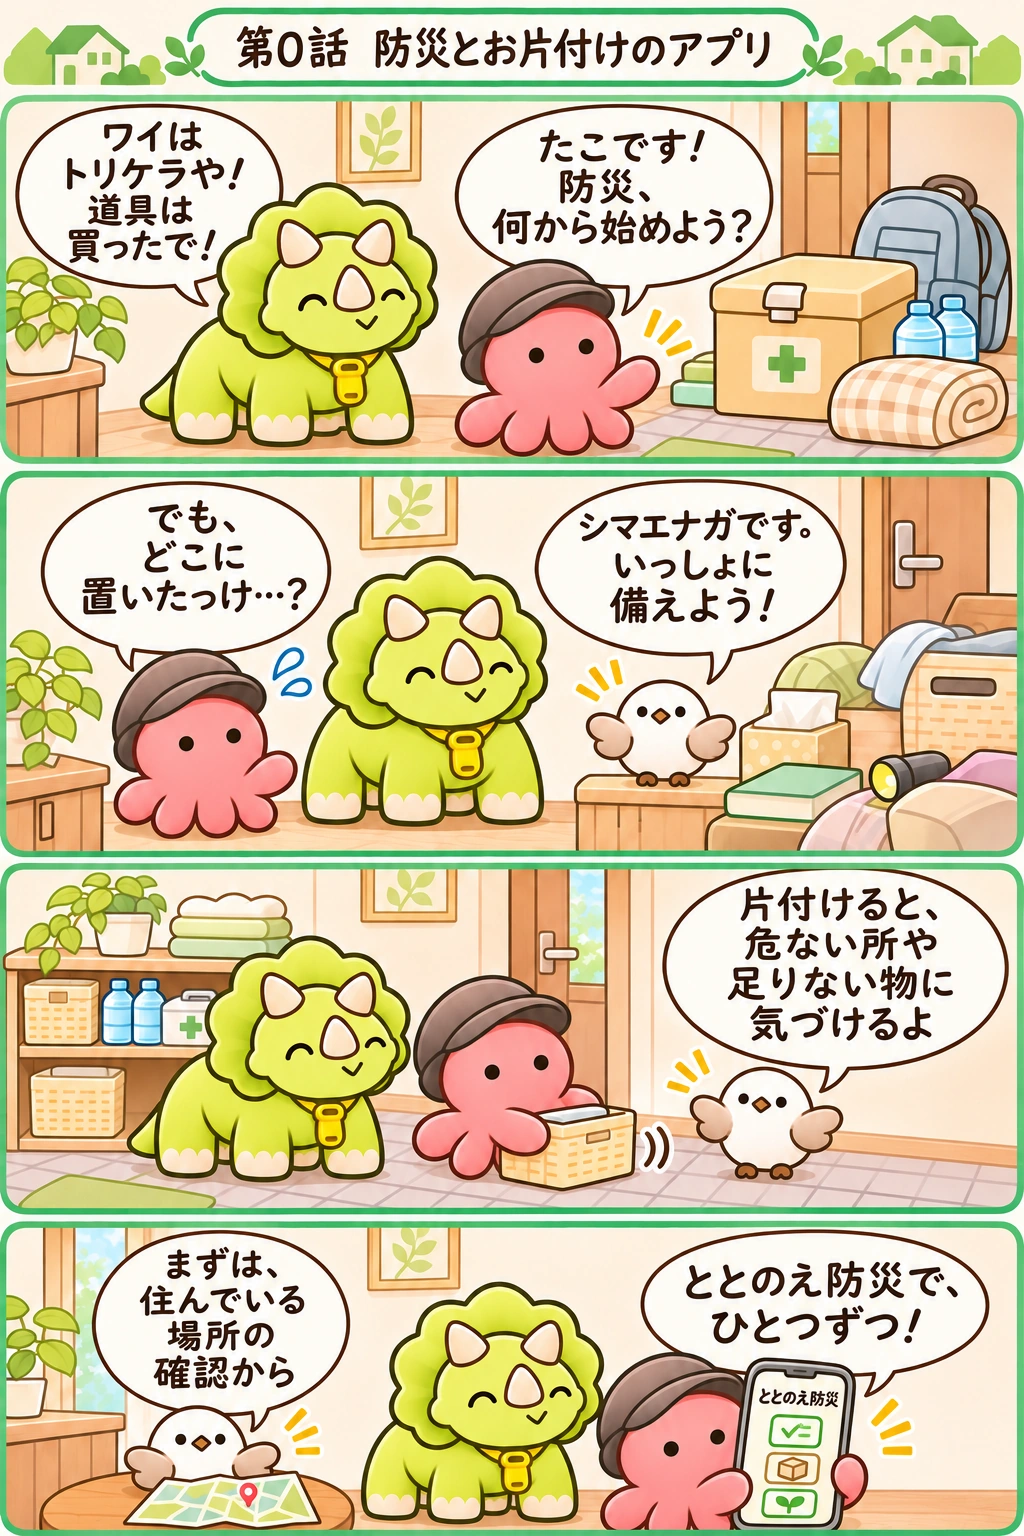 第0話 防災とお片付けのアプリ
ワイは
トリケラや!
道具は
買ったで!
たこです!
防災、
何から始めよう?
でも、
どこに
置いたっけ…?
シマエナガです。
いっしょに
備えよう!
片付けると、
危ない所や
足りない物に
気づけるよ
まずは、
住んでいる
場所の
確認から
ととのえ防災で、
ひとつずつ!
ととのえ防災